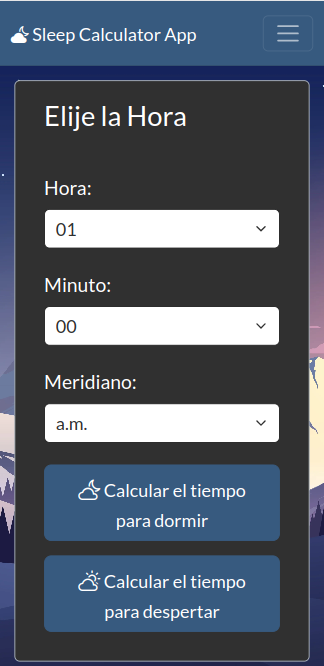 Sleep Calculator App
Elije la Hora
Hora:
01
Minuto:
00
Meridiano:
a.m.
Calcular el tiempo
para dormir
Calcular el tiempo
para despertar